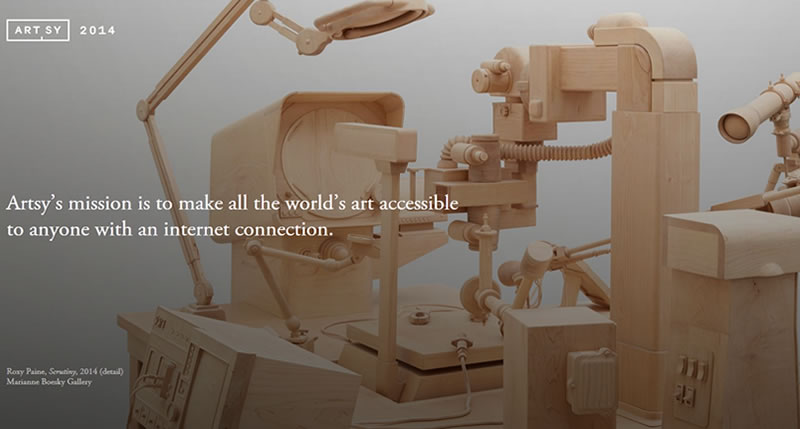 ARTSY 2014
Artsy's mission is to make all the world's art accessible
to anyone with an internet connection.
Roxy Paine, Scrutiny, 2014 (detail)
Marianne Boesky Gallery